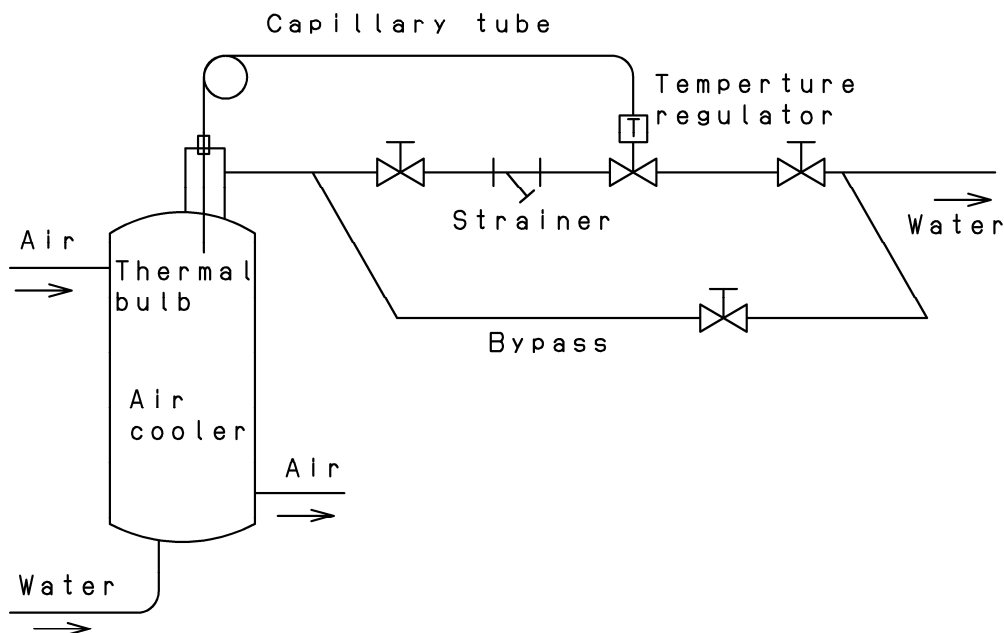 Capillary tube
Temperture
regulator
T
Strainer
Water
Air
Thermal
bulb
Bypass
Air
cooler
Air
Water